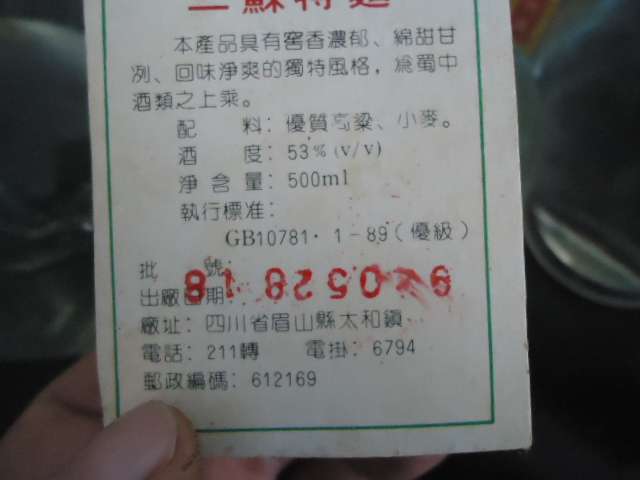 蘇特
本產品具有窖香濃郁、綿甜甘
冽、回味淨爽的獨特風格，爲蜀中
酒類之上乘。
配 料：優質高粱、小麥。
酒 度：53%（v/v）
淨含量：500ml
執行標准：
GB10781·1-89（優級）
批 號：
出廠日期：
廠址：四川省眉山縣太和鎮
電話：211轉 電掛：6794
郵政編碼：612169